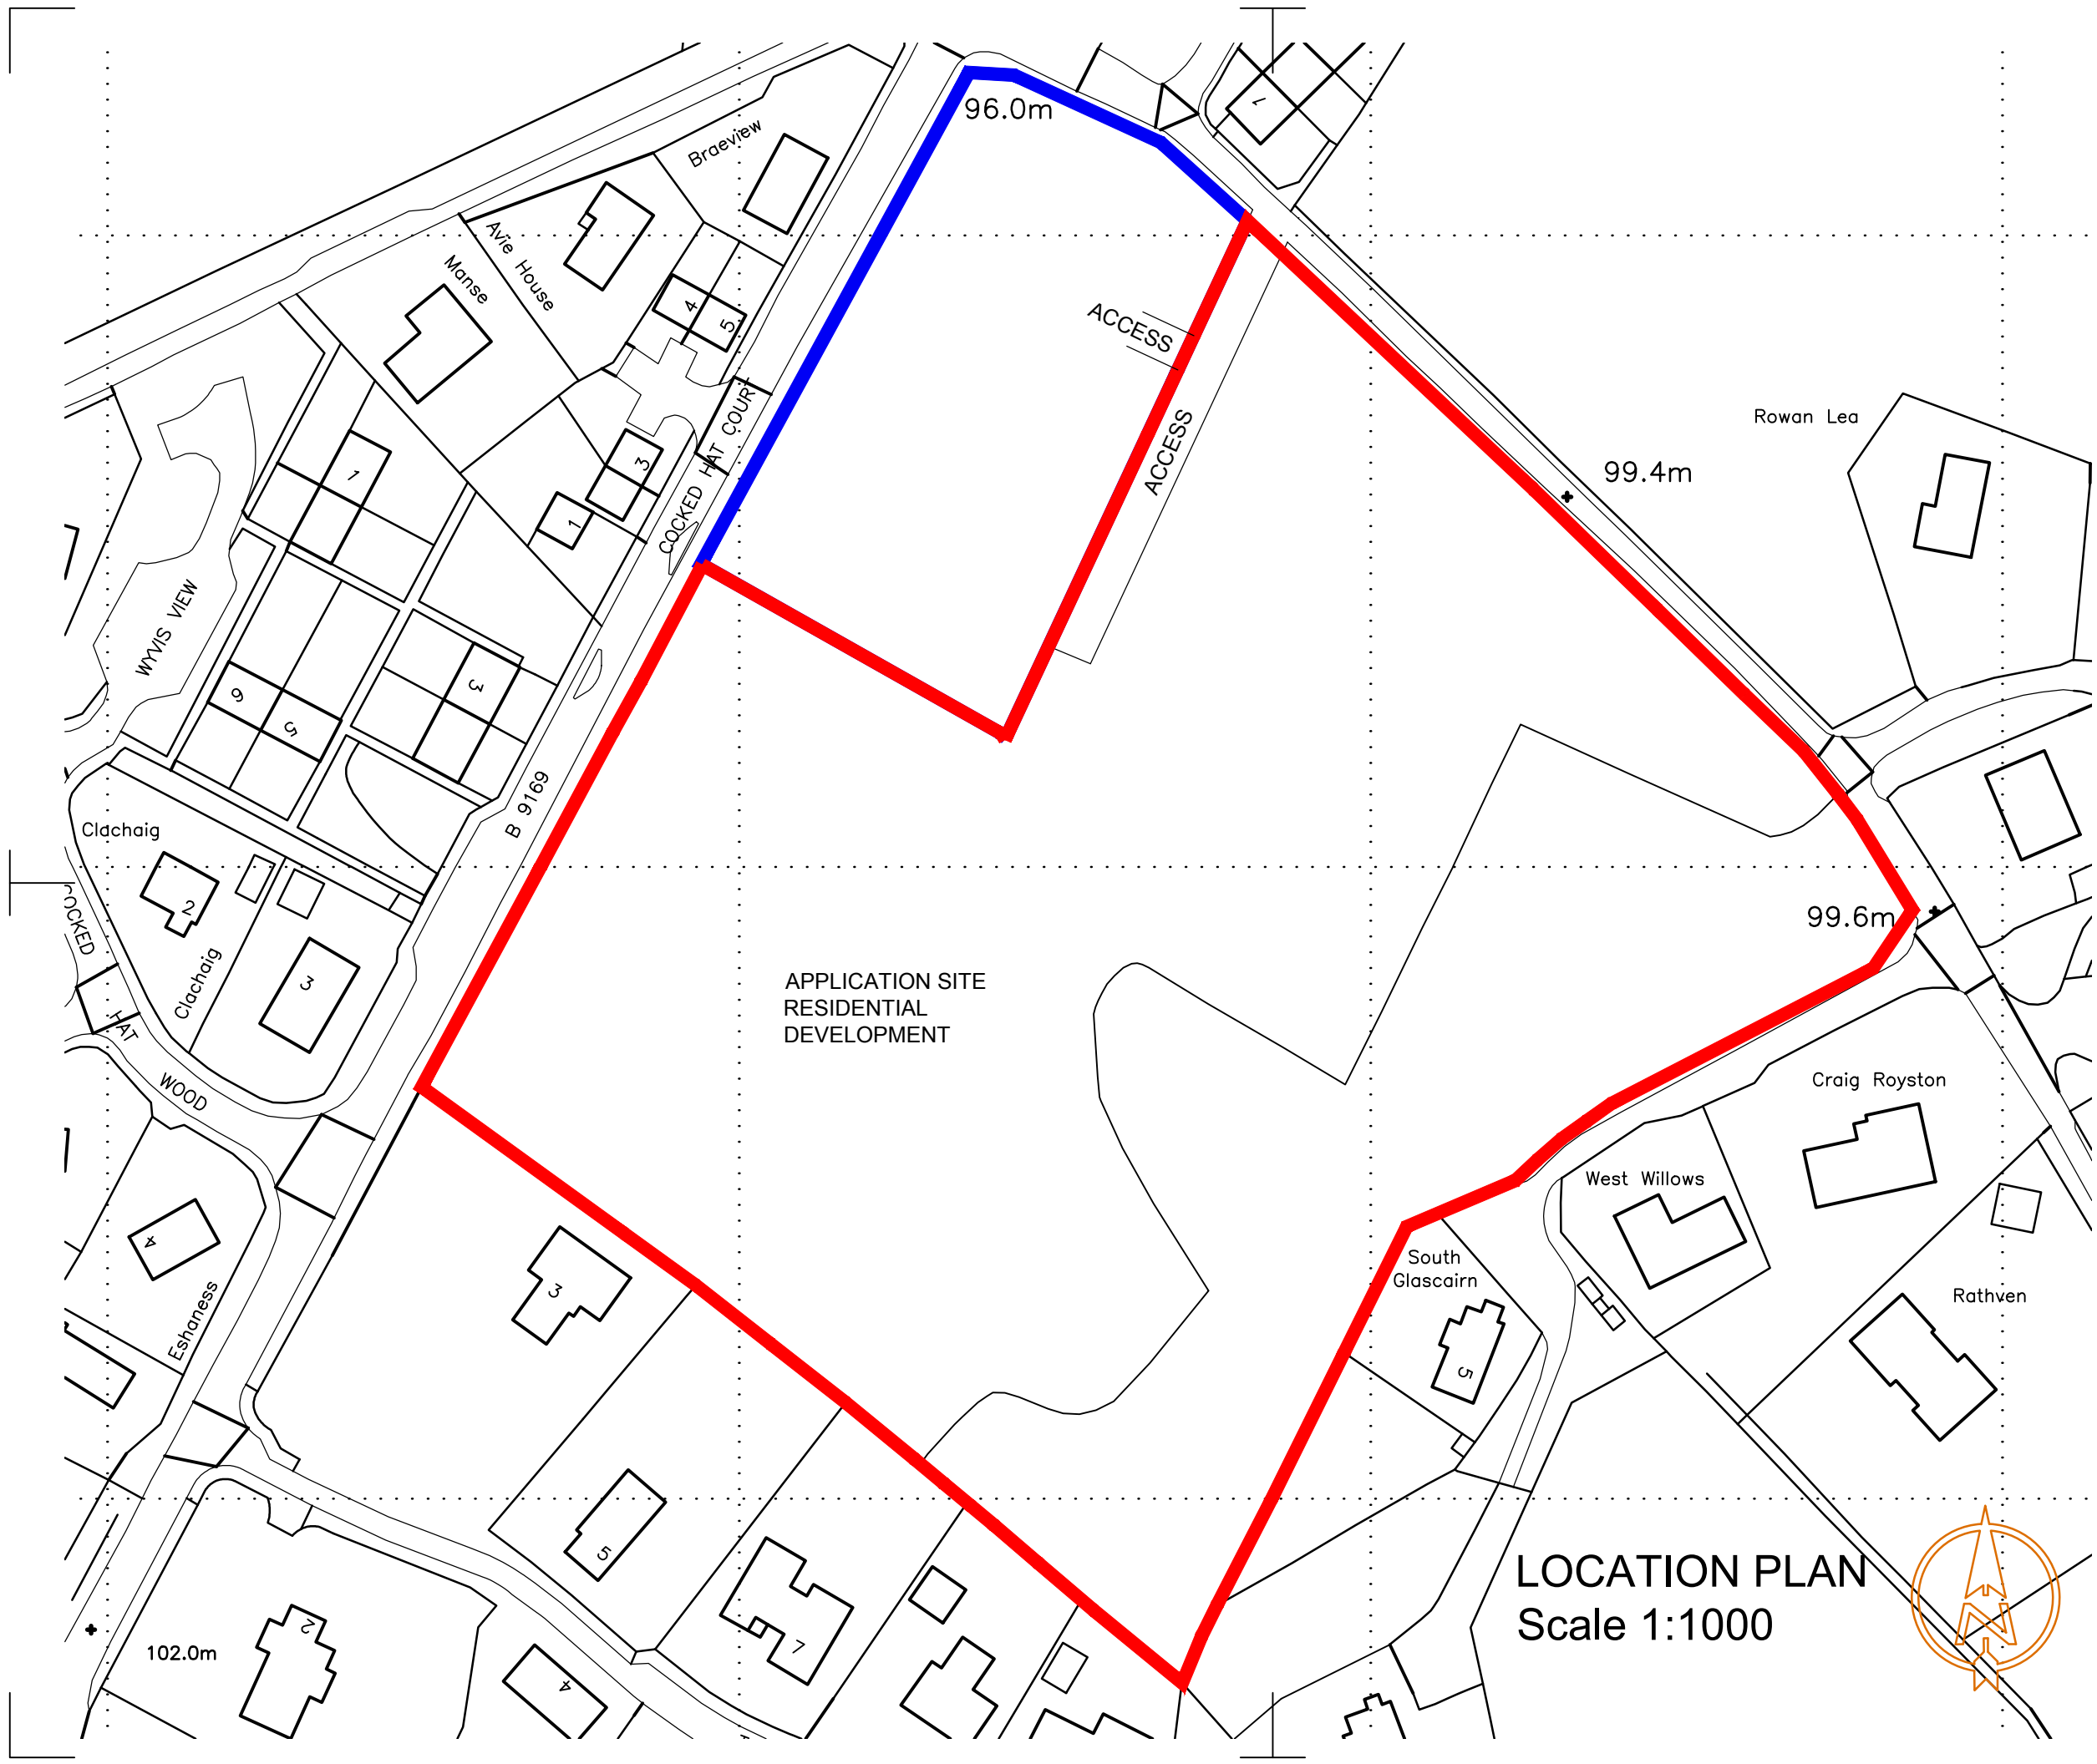 96.0m
Braeview
Avie House
Manse
1
4
5
ACCESS
ACCESS
COCKED HAT COURT
3
1
1
Rowan Lea
99.4m
WYVIS VIEW
3
6
5
B 9169
Clachaig
2
Clachaig
3
COCKED
HAT
WOOD
99.6m
APPLICATION SITE
RESIDENTIAL
DEVELOPMENT
Craig Royston
West Willows
South
Glascairn
5
Rathven
4
Eshaness
3
5
7
2
4
102.0m
LOCATION PLAN
Scale 1:1000
N